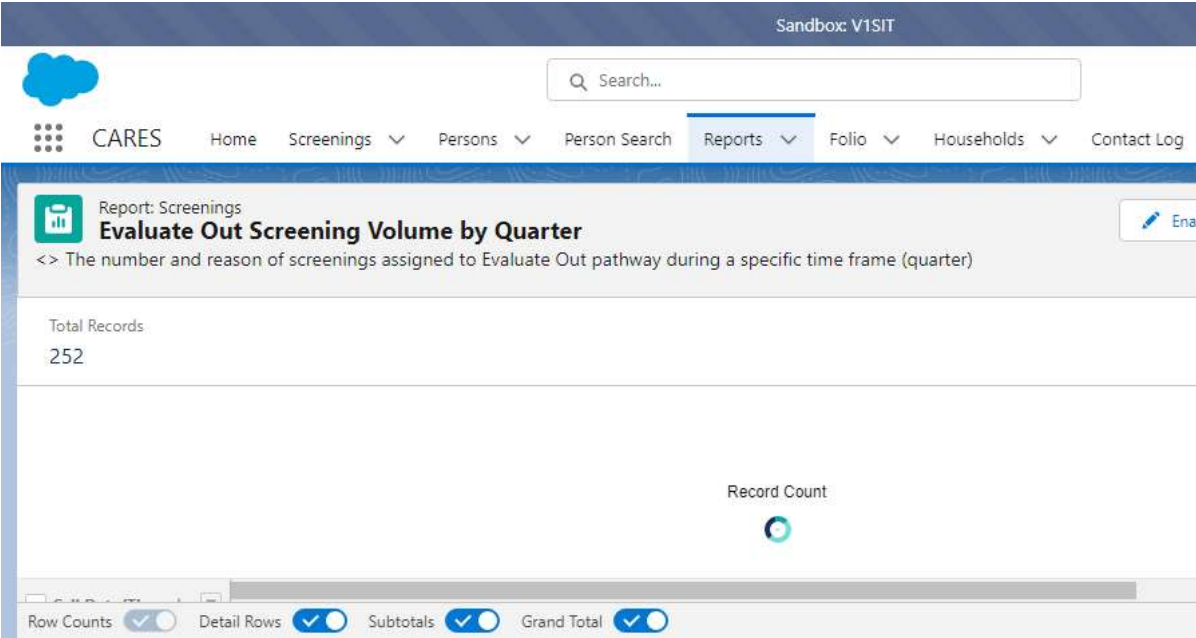 Sandbox: V1SIT
Search...
CARES Home Screenings Persons Person Search Reports Folio Households Contact Log
Report: Screenings
Evaluate Out Screening Volume by Quarter
Ena
<> The number and reason of screenings assigned to Evaluate Out pathway during a specific time frame (quarter)
Total Records
252
Record Count
Row Counts Detail Rows Subtotals Grand Total